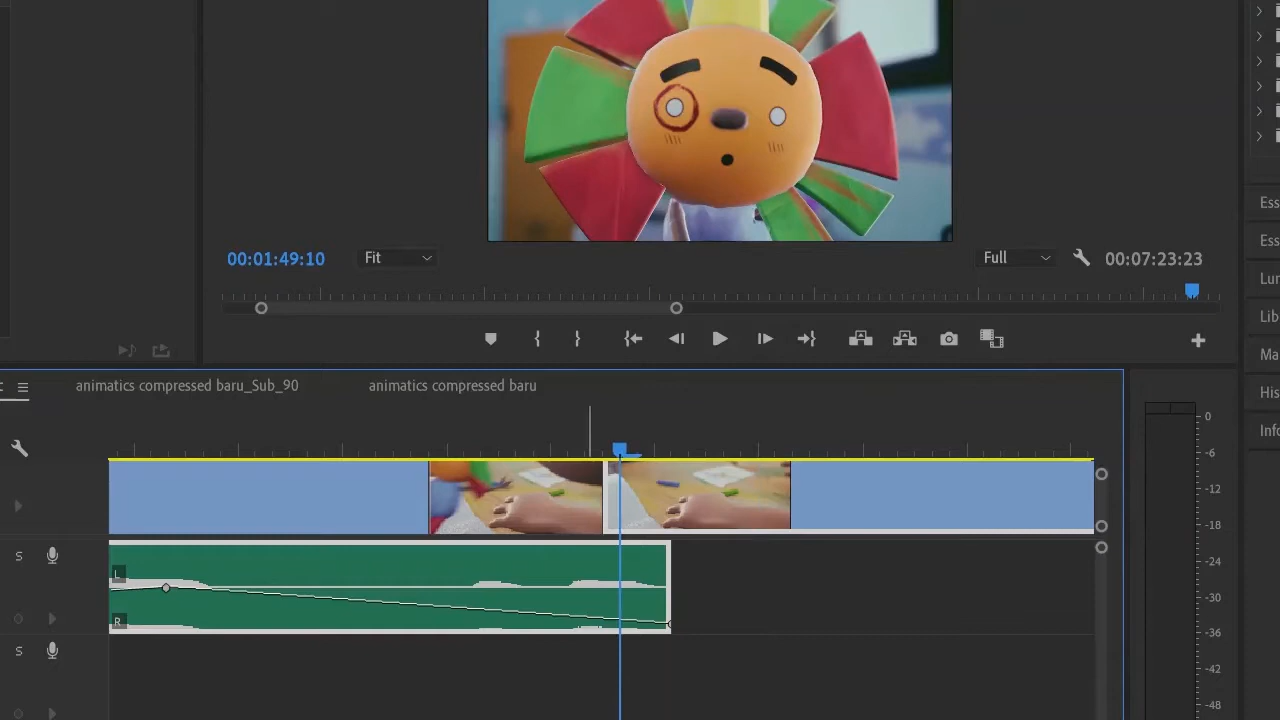 Ess
Ess
Lur
Lib
Ma
His
Info
00:01:49:10
Fit
Full
00:07:23:23
animatics compressed baru_Sub_90
animatics compressed baru
0
-6
-12
-18
-24
-30
-36
-42
-48
S
L
R
S